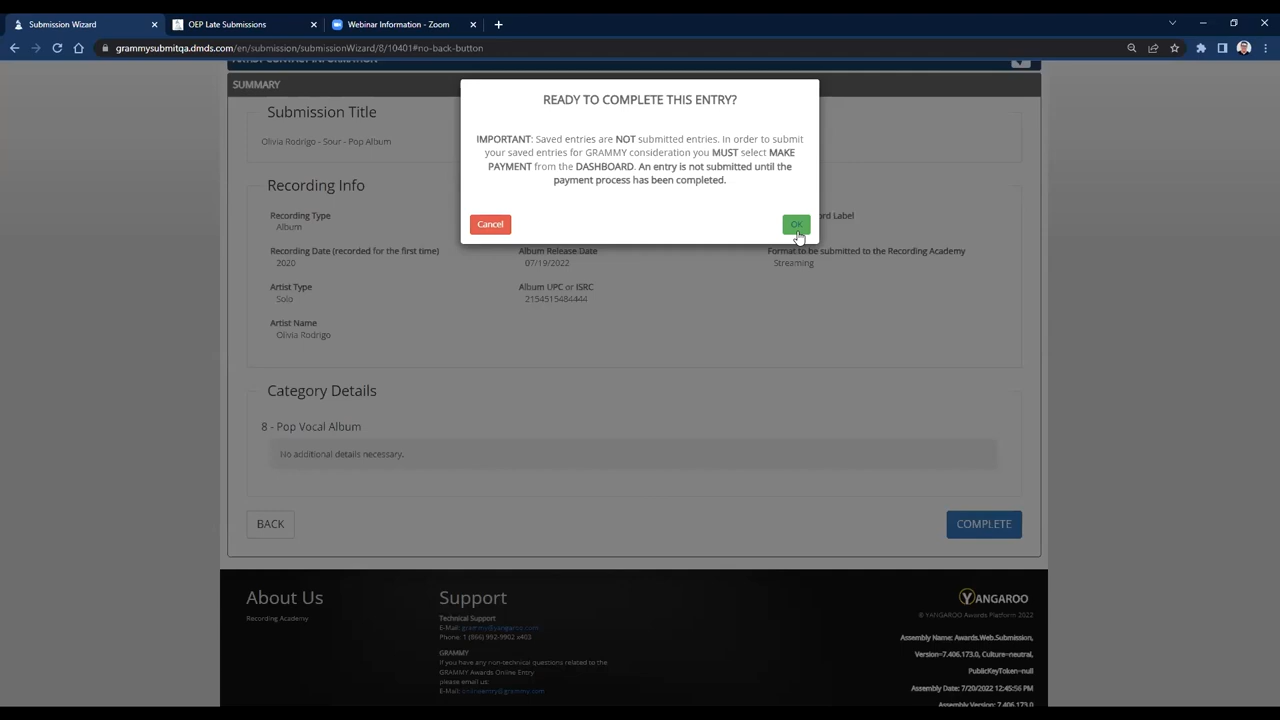 Submission Wizard
OEP Late Submissions
Webinar Information - Zoom
grammysubmitqa.dmds.com/en/submission/submissionWizard/8/10401#no-back-button
ARTIST CONTACT INFORMATION
SUMMARY
Submission Title
Olivia Rodrigo - Sour - Pop Album
READY TO COMPLETE THIS ENTRY?
IMPORTANT: Saved entries are NOT submitted entries. In order to submit
your saved entries for GRAMMY consideration you MUST select MAKE
PAYMENT from the DASHBOARD. An entry is not submitted until the
payment process has been completed.
Cancel
OK
Recording Info
Recording Type
Album
Label
Recording Date (recorded for the first time)
2020
Album Release Date
07/19/2022
Format to be submitted to the Recording Academy
Streaming
Artist Type
Solo
Album UPC or ISRC
2154515484444
Artist Name
Olivia Rodrigo
Category Details
8 - Pop Vocal Album
No additional details necessary.
BACK
COMPLETE
About Us
Recording Academy
Support
Technical Support
E-Mail: grammy@yangaroo.com
Phone: 1 (866) 992-9902 x403
GRAMMY
If you have any non-technical questions related to the
GRAMMY Awards Online Entry
please email us:
E-Mail:
YANGAROO
© YANGAROO Awards Platform 2022
Assembly Name: Awards.Web.Submission,
Version=7.406.173.0, Culture=neutral,
PublicKeyToken=null
Assembly Date: 7/20/2022 12:45:56 PM
Assembly Version: 7.406.173.0